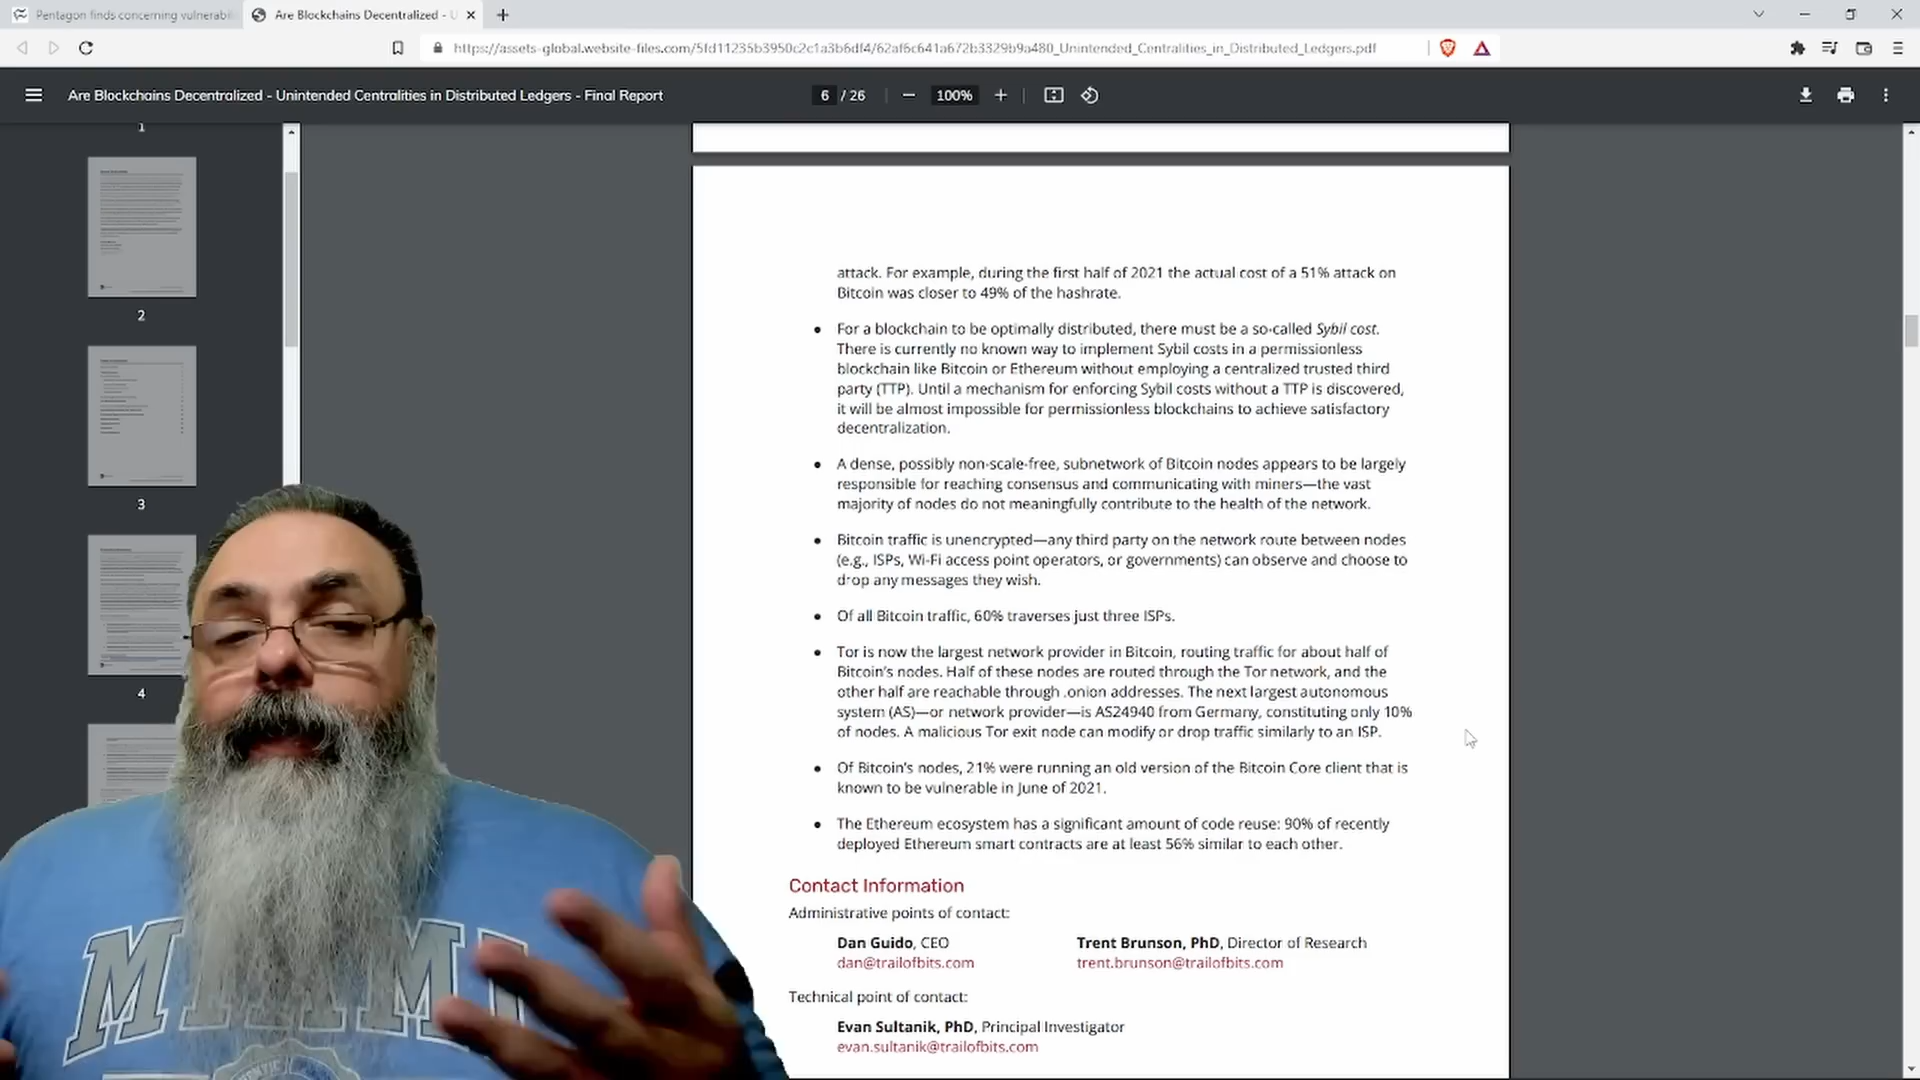 Pentagon finds concerning vulnerabili
Are Blockchains Decentralized - U
https://assets-global.website-files.com/5fd11235b3950c2c1a3b6df4/62af6c641a672b3329b9a480_Unintended_Centralities_in_Distributed_Ledgers.pdf
Are Blockchains Decentralized - Unintended Centralities in Distributed Ledgers - Final Report
6 / 26
100%
1
2
3
4
attack. For example, during the first half of 2021 the actual cost of a 51% attack on
Bitcoin was closer to 49% of the hashrate.
● For a blockchain to be optimally distributed, there must be a so-called Sybil cost.
There is currently no known way to implement Sybil costs in a permissionless
blockchain like Bitcoin or Ethereum without employing a centralized trusted third
party (TTP). Until a mechanism for enforcing Sybil costs without a TTP is discovered,
it will be almost impossible for permissionless blockchains to achieve satisfactory
decentralization.
● A dense, possibly non-scale-free, subnetwork of Bitcoin nodes appears to be largely
responsible for reaching consensus and communicating with miners—the vast
majority of nodes do not meaningfully contribute to the health of the network.
● Bitcoin traffic is unencrypted—any third party on the network route between nodes
(e.g., ISPs, Wi-Fi access point operators, or governments) can observe and choose to
drop any messages they wish.
● Of all Bitcoin traffic, 60% traverses just three ISPs.
● Tor is now the largest network provider in Bitcoin, routing traffic for about half of
Bitcoin's nodes. Half of these nodes are routed through the Tor network, and the
other half are reachable through .onion addresses. The next largest autonomous
system (AS)—or network provider—is AS24940 from Germany, constituting only 10%
of nodes. A malicious Tor exit node can modify or drop traffic similarly to an ISP.
● Of Bitcoin's nodes, 21% were running an old version of the Bitcoin Core client that is
known to be vulnerable in June of 2021.
● The Ethereum ecosystem has a significant amount of code reuse: 90% of recently
deployed Ethereum smart contracts are at least 56% similar to each other.
Contact Information
Administrative points of contact:
Dan Guido, CEO
dan@trailofbits.com
Trent Brunson, PhD, Director of Research
trent.brunson@trailofbits.com
Technical point of contact:
Evan Sultanik, PhD, Principal Investigator
evan.sultanik@trailofbits.com